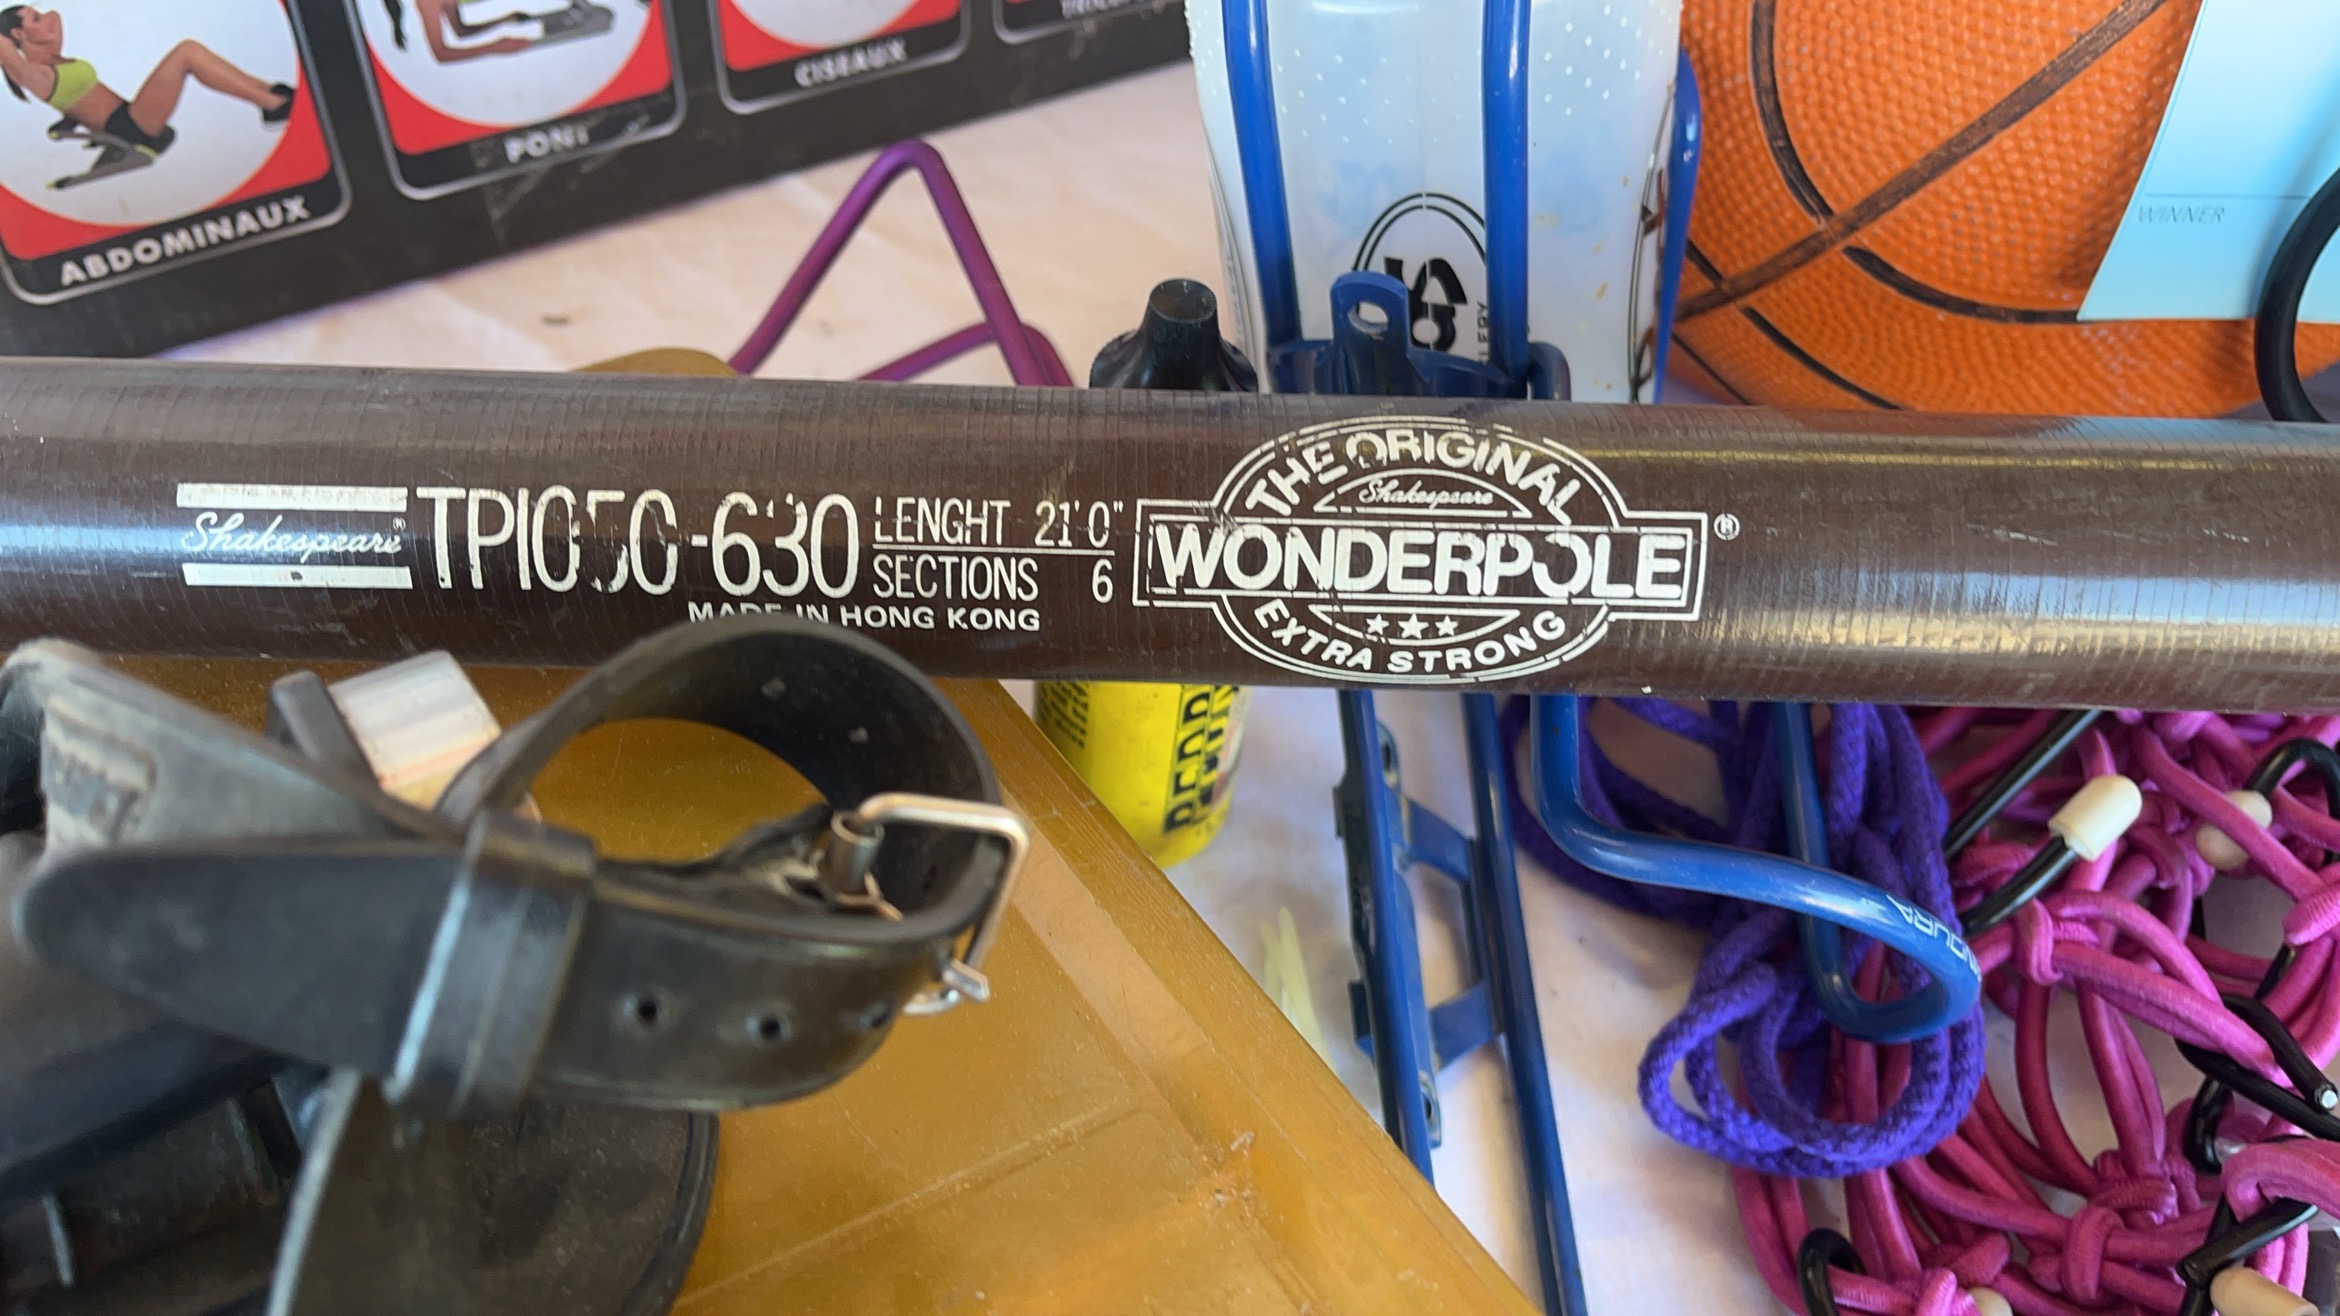 ABDOMINAUX
PONT
CISEAUX
WINNER
Shakespeare®
TP1050-630
LENGHT 21'0"
SECTIONS 6
MADE IN HONG KONG
THE ORIGINAL
Shakespeare
WONDERPOLE®
EXTRA STRONG